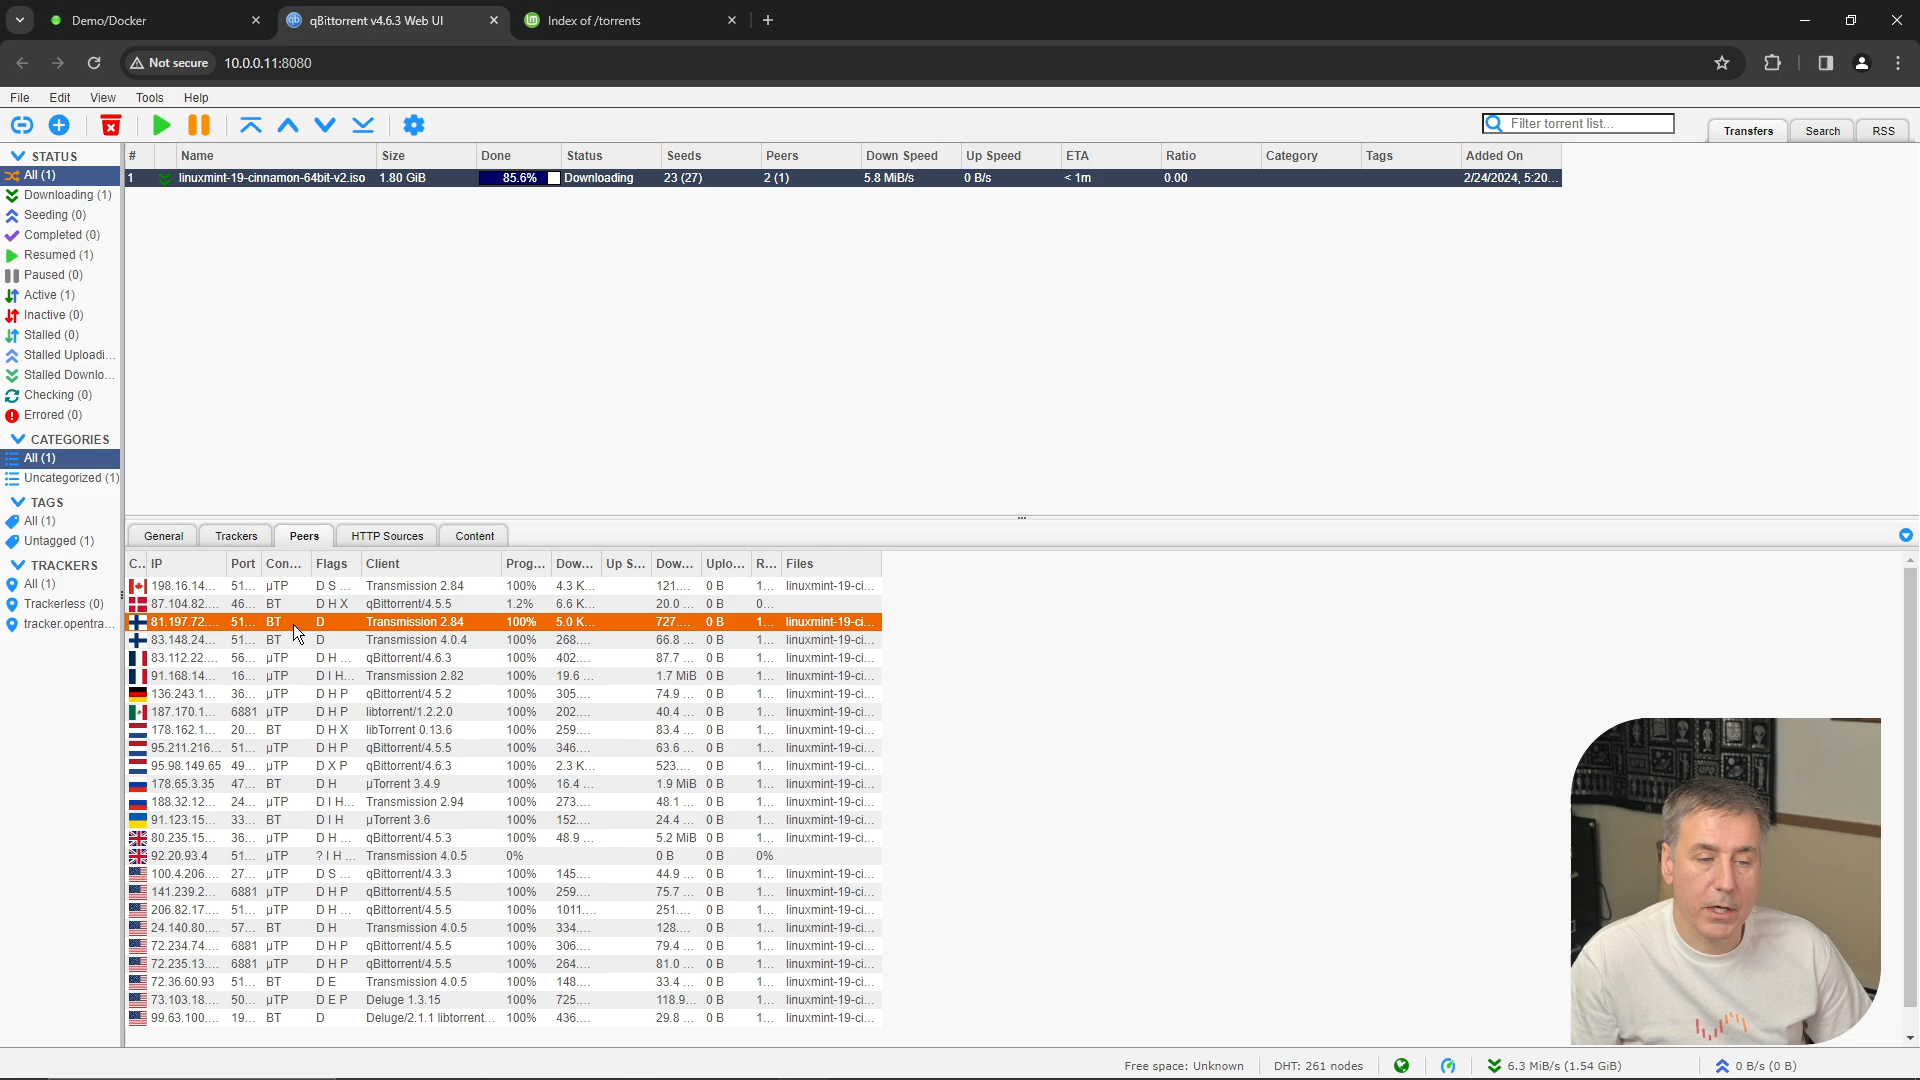 Demo/Docker
qBittorrent v4.6.3 Web UI
Index of /torrents
Not secure 10.0.0.11:8080
File Edit View Tools Help
Filter torrent list...
Transfers Search RSS
# Name Size Done Status Seeds Peers Down Speed Up Speed ETA Ratio Category Tags Added On
1 linuxmint-19-cinnamon-64bit-v2.iso 1.80 GiB 85.6% Downloading 23 (27) 2 (1) 5.8 MiB/s 0 B/s < 1m 0.00 2/24/2024, 5:20...
STATUS
All (1)
Downloading (1)
Seeding (0)
Completed (0)
Resumed (1)
Paused (0)
Active (1)
Inactive (0)
Stalled (0)
Stalled Uploadi...
Stalled Downlo...
Checking (0)
Errored (0)
CATEGORIES
All (1)
Uncategorized (1)
TAGS
All (1)
Untagged (1)
TRACKERS
All (1)
Trackerless (0)
tracker.opentra...
General Trackers Peers HTTP Sources Content
C.. IP Port Con... Flags Client Prog... Dow... Up S... Dow... Uplo... R... Files
198.16.14... 51... µTP D S ... Transmission 2.84 100% 4.3 K... 121.... 0 B 1... linuxmint-19-ci...
87.104.82.... 46... BT D H X qBittorrent/4.5.5 1.2% 6.6 K... 20.0 ... 0 B 0...
81.197.72.... 51... BT D Transmission 2.84 100% 5.0 K... 727.... 0 B 1... linuxmint-19-ci...
83.148.24... 51... BT D Transmission 4.0.4 100% 268.... 66.8 ... 0 B 1... linuxmint-19-ci...
83.112.22.... 56... µTP D H ... qBittorrent/4.6.3 100% 402.... 87.7 ... 0 B 1... linuxmint-19-ci...
91.168.14... 16... µTP D I H... Transmission 2.82 100% 19.6 ... 1.7 MiB 0 B 1... linuxmint-19-ci...
136.243.1... 36... µTP D H P qBittorrent/4.5.2 100% 305.... 74.9 ... 0 B 1... linuxmint-19-ci...
187.170.1... 6881 µTP D H P libtorrent/1.2.2.0 100% 202.... 40.4 ... 0 B 1... linuxmint-19-ci...
178.162.1... 20... BT D H X libTorrent 0.13.6 100% 259.... 83.4 ... 0 B 1... linuxmint-19-ci...
95.211.216... 51... µTP D H P qBittorrent/4.5.5 100% 346.... 63.6 ... 0 B 1... linuxmint-19-ci...
95.98.149.65 49... µTP D X P qBittorrent/4.6.3 100% 2.3 K... 523.... 0 B 1... linuxmint-19-ci...
178.65.3.35 47... BT D H µTorrent 3.4.9 100% 16.4 ... 1.9 MiB 0 B 1... linuxmint-19-ci...
188.32.12... 24... µTP D I H... Transmission 2.94 100% 273.... 48.1 ... 0 B 1... linuxmint-19-ci...
91.123.15... 33... BT D I H µTorrent 3.6 100% 152.... 24.4 ... 0 B 1... linuxmint-19-ci...
80.235.15... 36... µTP D H ... qBittorrent/4.5.3 100% 48.9 ... 5.2 MiB 0 B 1... linuxmint-19-ci...
92.20.93.4 51... µTP ? I H ... Transmission 4.0.5 0% 0 B 0 B 0%
100.4.206.... 27... µTP D S ... qBittorrent/4.3.3 100% 145.... 44.9 ... 0 B 1... linuxmint-19-ci...
141.239.2... 6881 µTP D H P qBittorrent/4.5.5 100% 259.... 75.7 ... 0 B 1... linuxmint-19-ci...
206.82.17.... 51... µTP D H ... qBittorrent/4.5.5 100% 1011.... 251.... 0 B 1... linuxmint-19-ci...
24.140.80.... 57... BT D H Transmission 4.0.5 100% 334.... 128.... 0 B 1... linuxmint-19-ci...
72.234.74.... 6881 µTP D H P qBittorrent/4.5.5 100% 306.... 79.4 ... 0 B 1... linuxmint-19-ci...
72.235.13.... 6881 µTP D H P qBittorrent/4.5.5 100% 264.... 81.0 ... 0 B 1... linuxmint-19-ci...
72.36.60.93 51... BT D E Transmission 4.0.5 100% 148.... 33.4 ... 0 B 1... linuxmint-19-ci...
73.103.18.... 50... µTP D E P Deluge 1.3.15 100% 725.... 118.9... 0 B 1... linuxmint-19-ci...
99.63.100.... 19... BT D Deluge/2.1.1 libtorrent... 100% 436.... 29.8 ... 0 B 1... linuxmint-19-ci...
Free space: Unknown DHT: 261 nodes 6.3 MiB/s (1.54 GiB) 0 B/s (0 B)